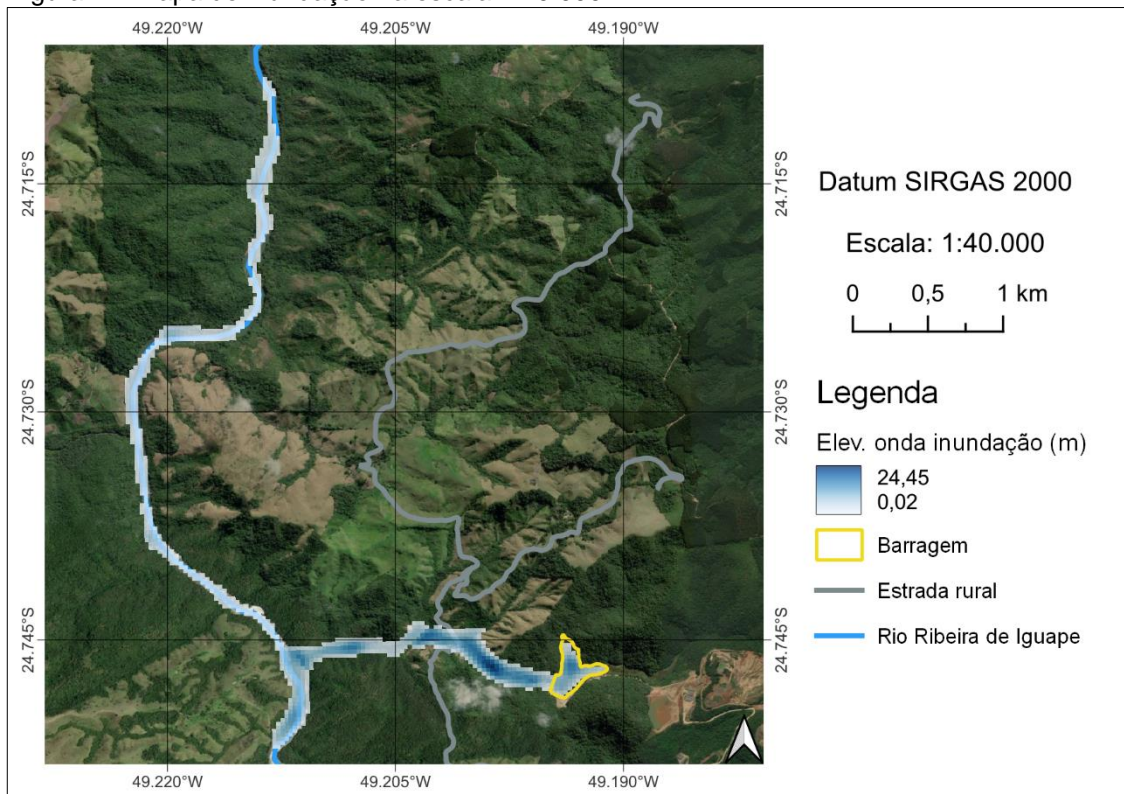 49.220°W 49.205°W 49.190°W
24.715°S 24.715°S
24.730°S 24.730°S
24.745°S 24.745°S
49.220°W 49.205°W 49.190°W
Datum SIRGAS 2000
Escala: 1:40.000
0 0,5 1 km
Legenda
Elev. onda inundação (m)
24,45
0,02
Barragem
Estrada rural
Rio Ribeira de Iguape